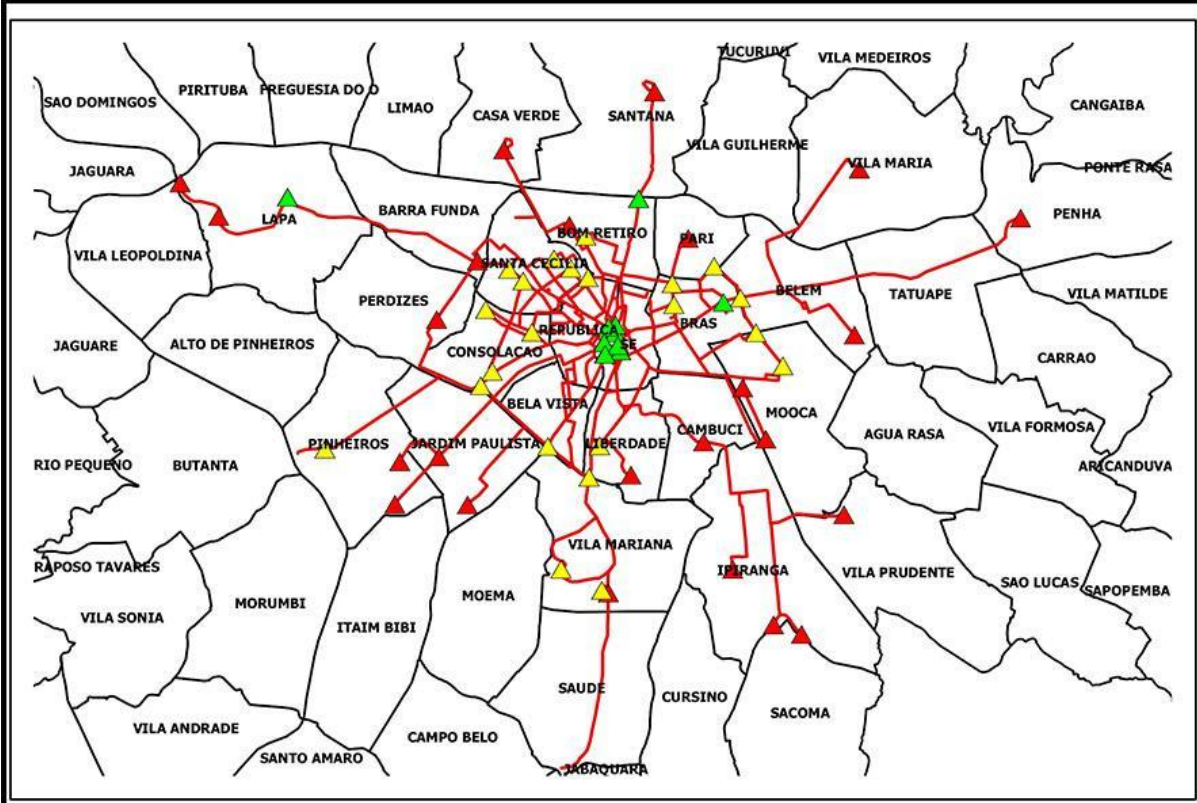 TUCURUVI
VILA MEDEIROS
PIRITUBA
FREGUESIA DO O
SAO DOMINGOS
LIMAO
CASA VERDE
SANTANA
CANGAIBA
VILA GUILHERME
VILA MARIA
JAGUARA
PONTE RASA
LAPA
BARRA FUNDA
PENHA
BOM RETIRO
PARI
VILA LEOPOLDINA
SANTA CECILIA
BELEM
TATUAPE
VILA MATILDE
PERDIZES
REPUBLICA
BRAS
JAGUARE
ALTO DE PINHEIROS
CONSOLACAO
SE
CARRAO
BELA VISTA
MOOCA
VILA FORMOSA
PINHEIROS
JARDIM PAULISTA
LIBERDADE
CAMBUCI
AGUA RASA
RIO PEQUENO
BUTANTA
ARICANDUVA
VILA MARIANA
RAPOSO TAVARES
IPIRANGA
VILA PRUDENTE
SAO LUCAS
SAPOPEMBA
MOEMA
MORUMBI
VILA SONIA
ITAIM BIBI
SAUDE
CURSINO
SACOMA
VILA ANDRADE
CAMPO BELO
SANTO AMARO
JABAQUARA